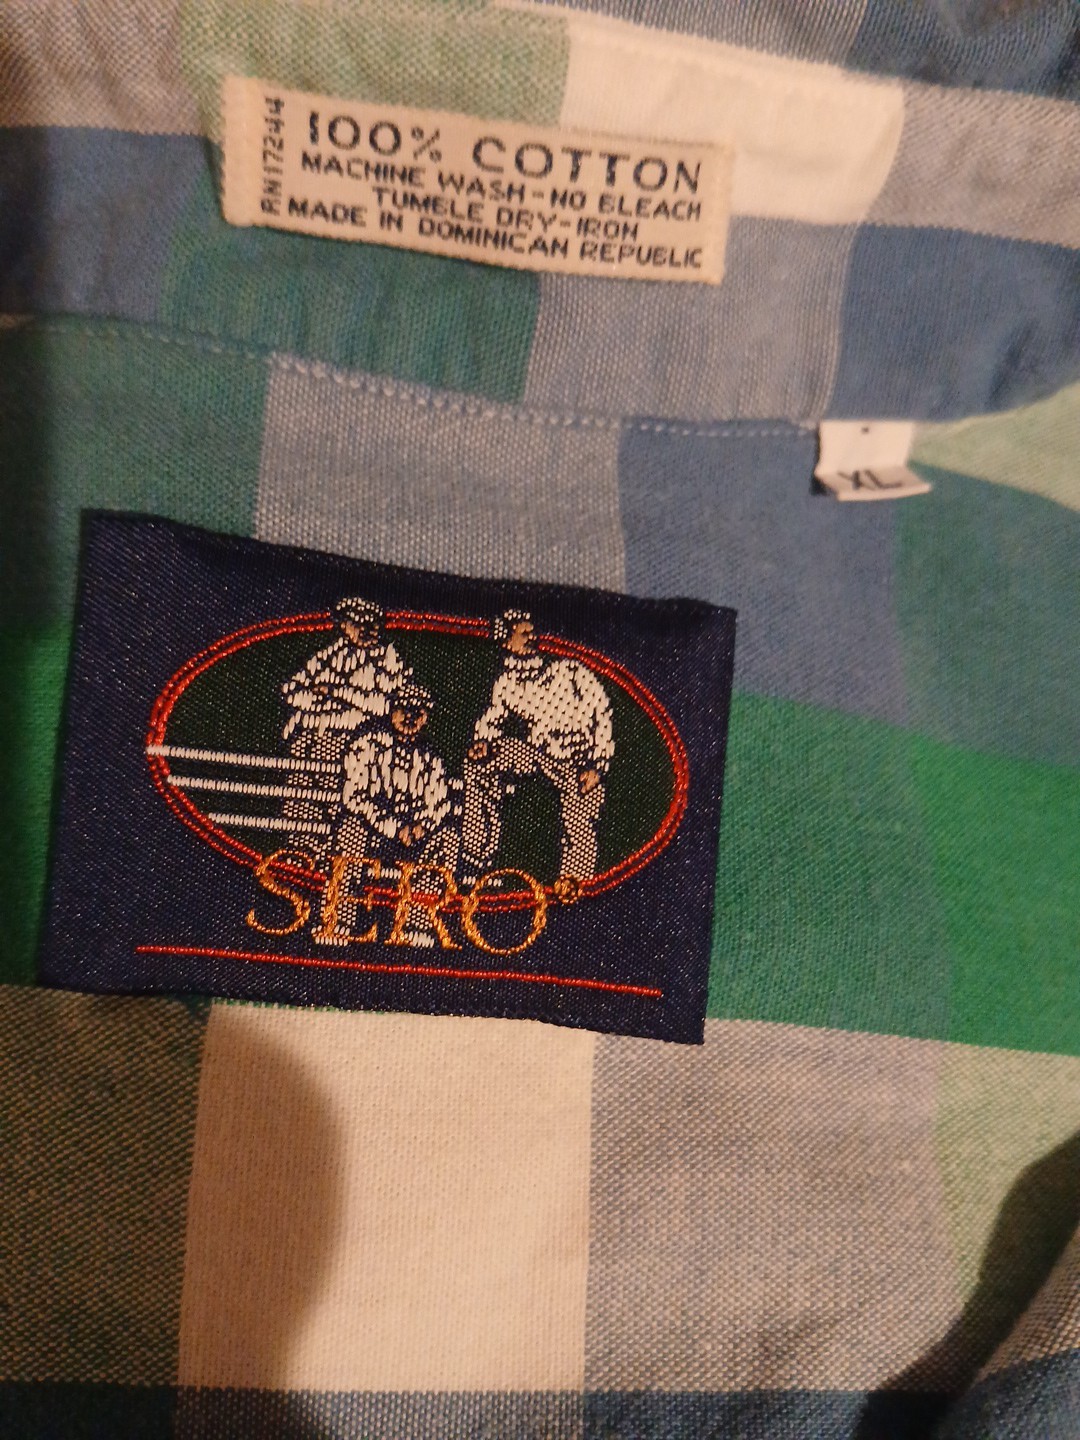 RN17244
100% COTTON
MACHINE WASH-NO BLEACH
TUMBLE DRY-IRON
MADE IN DOMINICAN REPUBLIC
XL
SERO®